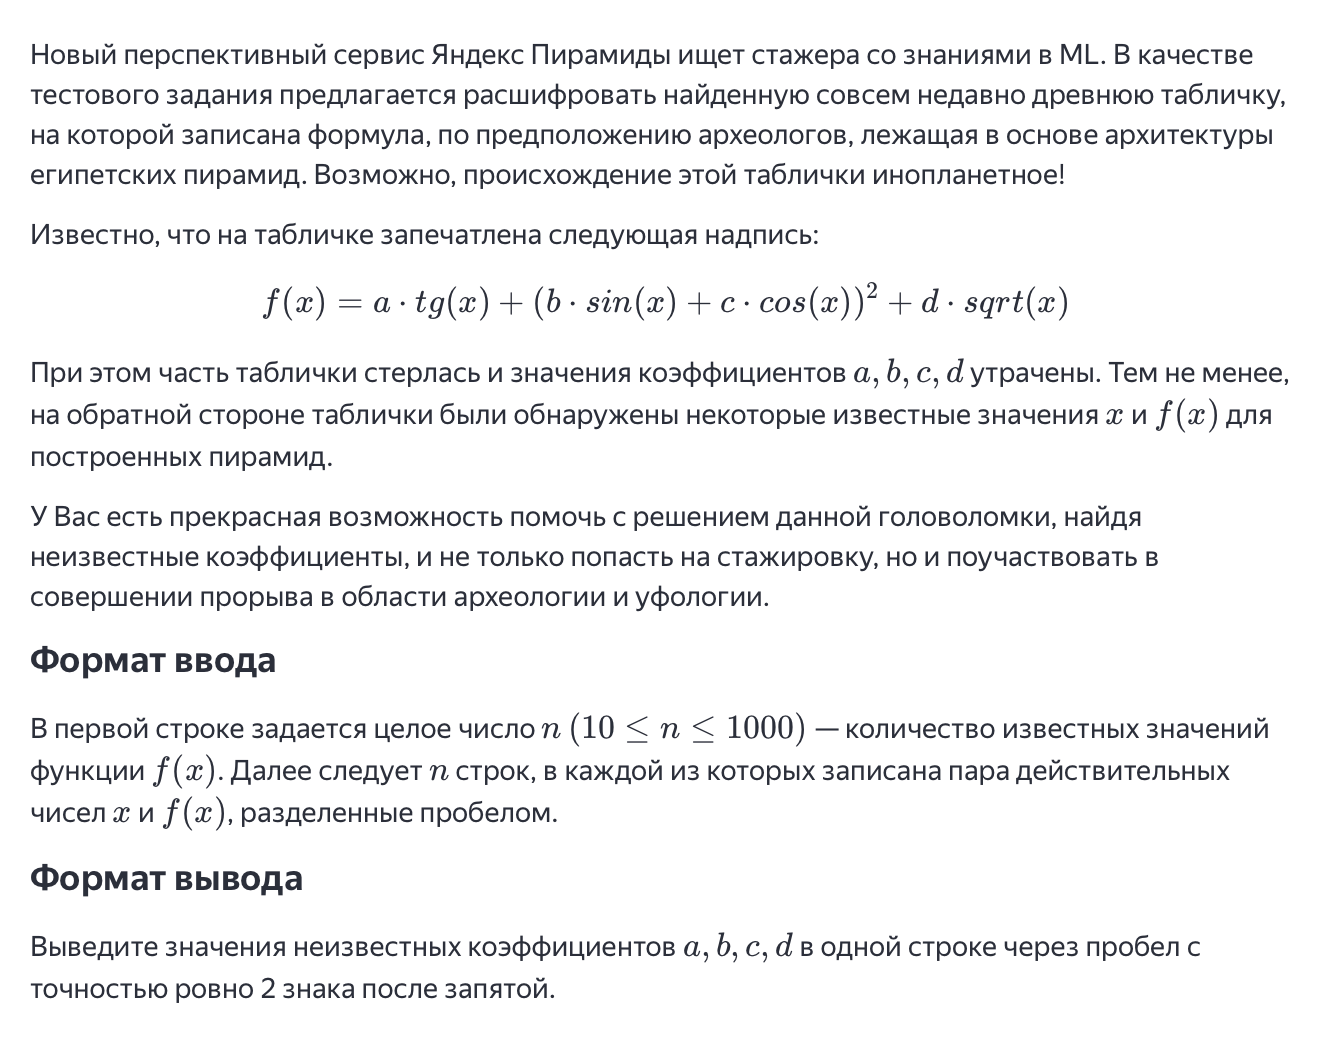 Новый перспективный сервис Яндекс Пирамиды ищет стажера со знаниями в ML. В качестве
тестового задания предлагается расшифровать найденную совсем недавно древнюю табличку,
на которой записана формула, по предположению археологов, лежащая в основе архитектуры
египетских пирамид. Возможно, происхождение этой таблички инопланетное!
Известно, что на табличке запечатлена следующая надпись:
f(x) = a · tg(x) + (b · sin(x) + c · cos(x))² + d · sqrt(x)
При этом часть таблички стерлась и значения коэффициентов a, b, c, d утрачены. Тем не менее,
на обратной стороне таблички были обнаружены некоторые известные значения x и f(x) для
построенных пирамид.
У Вас есть прекрасная возможность помочь с решением данной головоломки, найдя
неизвестные коэффициенты, и не только попасть на стажировку, но и поучаствовать в
совершении прорыва в области археологии и уфологии.
Формат ввода
В первой строке задается целое число n (10 ≤ n ≤ 1000) — количество известных значений
функции f(x). Далее следует n строк, в каждой из которых записана пара действительных
чисел x и f(x), разделенные пробелом.
Формат вывода
Выведите значения неизвестных коэффициентов a, b, c, d в одной строке через пробел с
точностью ровно 2 знака после запятой.